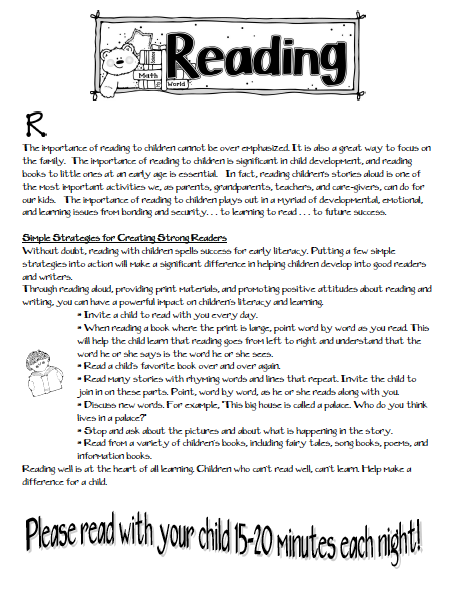 Reading
Math
World
R
The importance of reading to children cannot be over emphasized. It is also a great way to focus on
the family. The importance of reading to children is significant in child development, and reading
books to little ones at an early age is essential. In fact, reading children's stories aloud is one of
the most important activities we, as parents, grandparents, teachers, and care-givers, can do for
our kids. The importance of reading to children plays out in a myriad of developmental, emotional,
and learning issues from bonding and security. . . to learning to read . . . to future success.
Simple Strategies for Creating Strong Readers
Without doubt, reading with children spells success for early literacy. Putting a few simple
strategies into action will make a significant difference in helping children develop into good readers
and writers.
Through reading aloud, providing print materials, and promoting positive attitudes about reading and
writing, you can have a powerful impact on children's literacy and learning.
• Invite a child to read with you every day.
• When reading a book where the print is large, point word by word as you read. This
will help the child learn that reading goes from left to right and understand that the
word he or she says is the word he or she sees.
• Read a child's favorite book over and over again.
• Read many stories with rhyming words and lines that repeat. Invite the child to
join in on these parts. Point, word by word, as he or she reads along with you.
• Discuss new words. For example, "This big house is called a palace. Who do you think
lives in a palace?"
• Stop and ask about the pictures and about what is happening in the story.
• Read from a variety of children's books, including fairy tales, song books, poems, and
information books.
Reading well is at the heart of all learning. Children who can't read well, can't learn. Help make a
difference for a child.
Please read with your child 15-20 minutes each night!